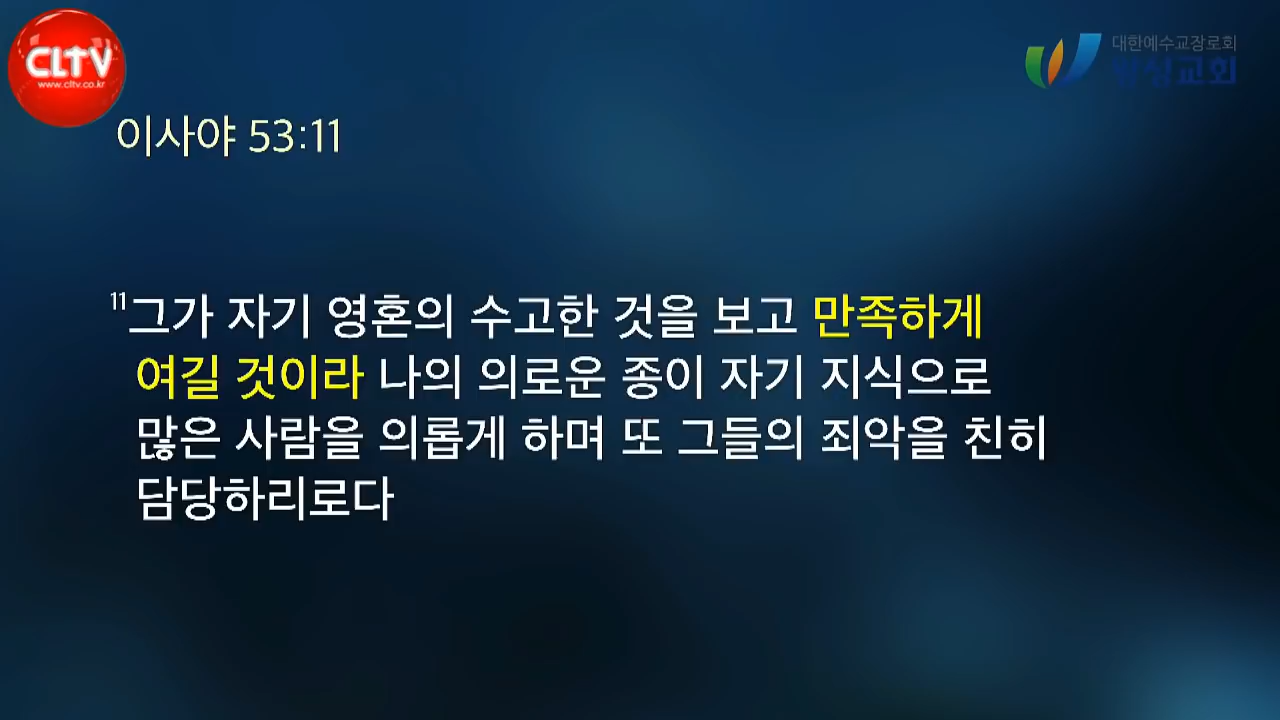 CLTV
www.cltv.co.kr
대한예수교장로회
이사야 53:11
11그가 자기 영혼의 수고한 것을 보고 만족하게
여길 것이라 나의 의로운 종이 자기 지식으로
많은 사람을 의롭게 하며 또 그들의 죄악을 친히
담당하리로다